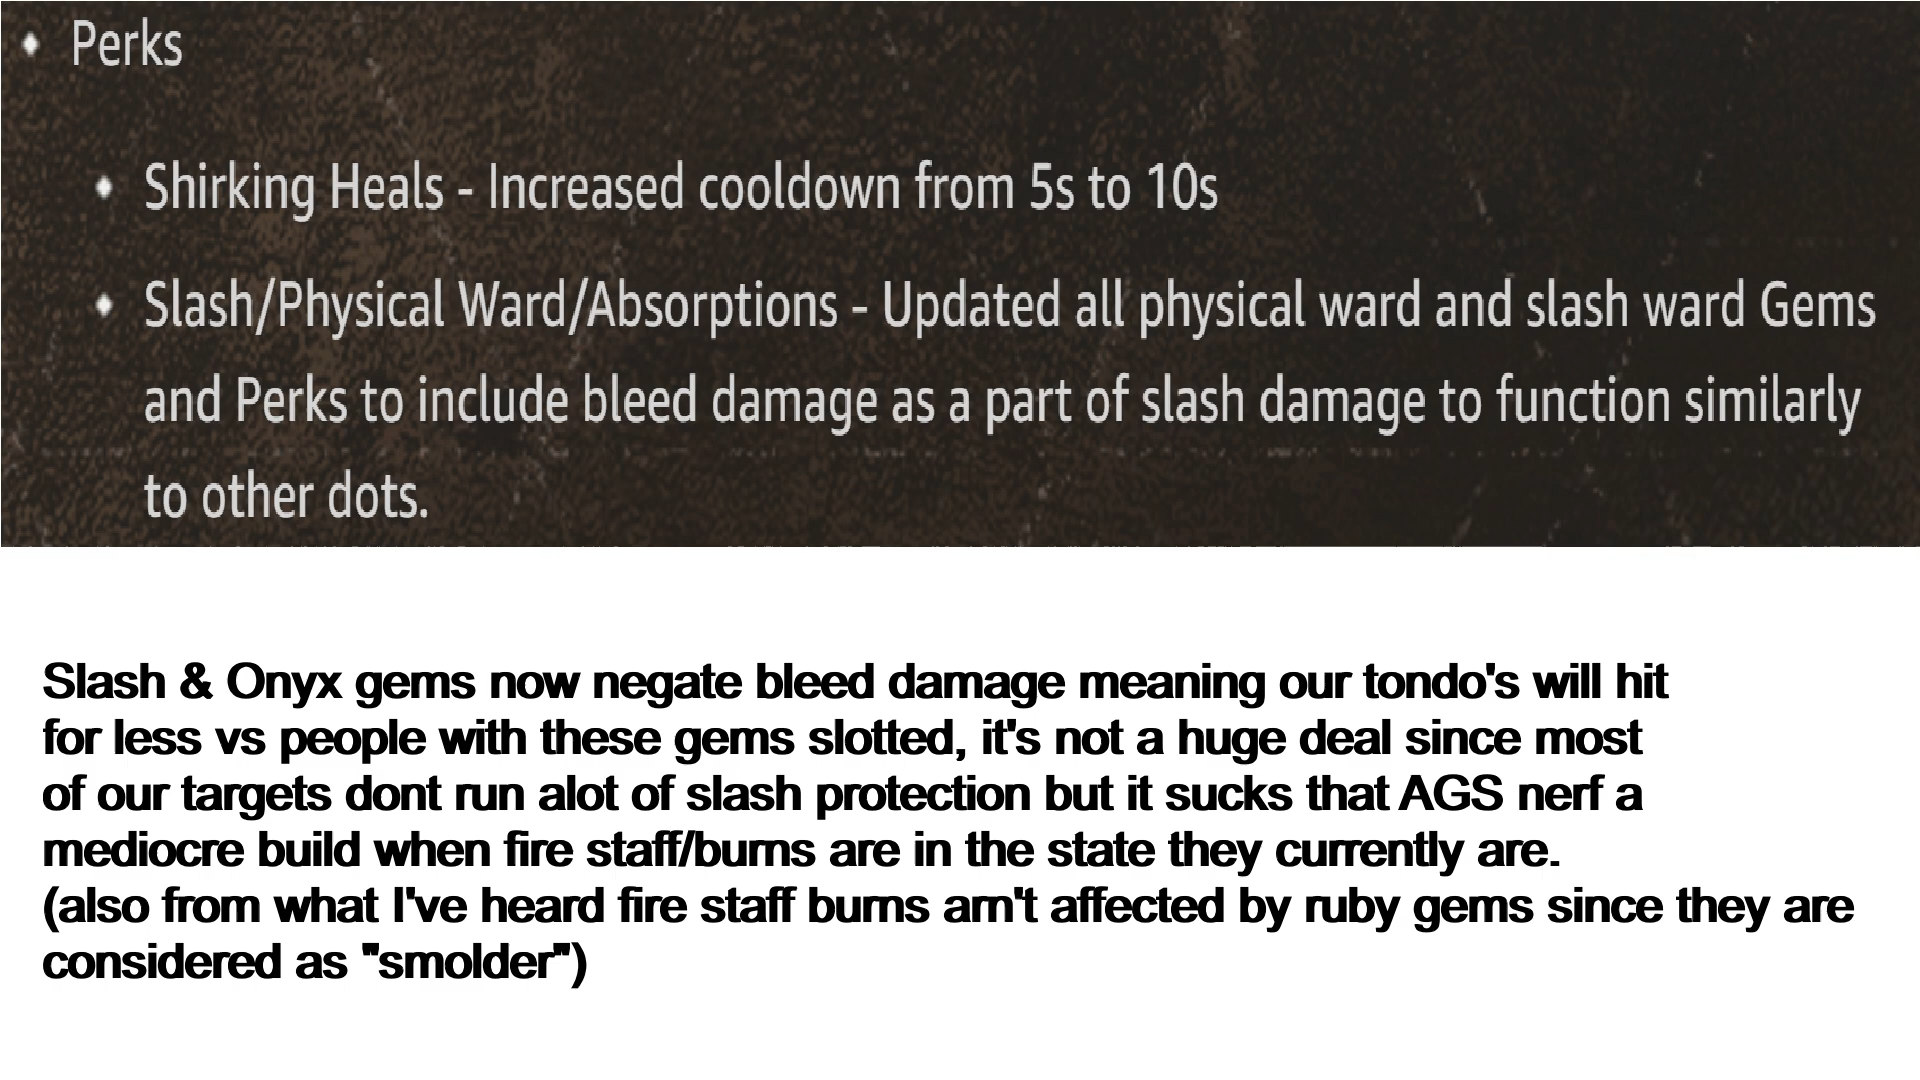 Perks
Shirking Heals - Increased cooldown from 5s to 10s
Slash/Physical Ward/Absorptions - Updated all physical ward and slash ward Gems
and Perks to include bleed damage as a part of slash damage to function similarly
to other dots.
Slash & Onyx gems now negate bleed damage meaning our tondo's will hit
for less vs people with these gems slotted, it's not a huge deal since most
of our targets dont run alot of slash protection but it sucks that AGS nerf a
mediocre build when fire staff/burns are in the state they currently are.
(also from what I've heard fire staff burns arn't affected by ruby gems since they are
considered as "smolder")